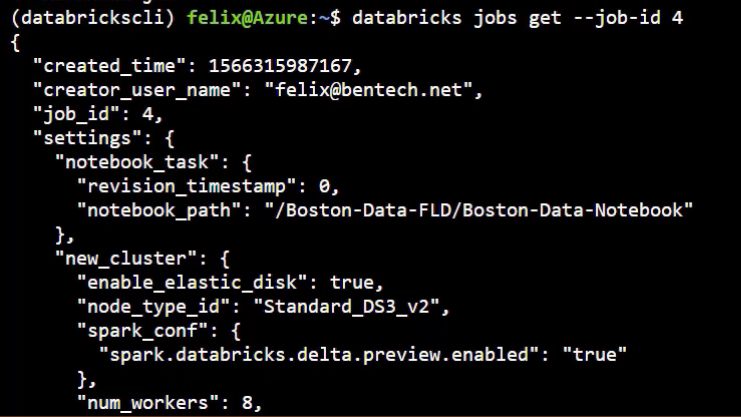 (databrickscli) felix@Azure:~$ databricks jobs get --job-id 4
{
  "created_time": 1566315987167,
  "creator_user_name": "felix@bentech.net",
  "job_id": 4,
  "settings": {
    "notebook_task": {
      "revision_timestamp": 0,
      "notebook_path": "/Boston-Data-FLD/Boston-Data-Notebook"
    },
    "new_cluster": {
      "enable_elastic_disk": true,
      "node_type_id": "Standard_DS3_v2",
      "spark_conf": {
        "spark.databricks.delta.preview.enabled": "true"
      },
      "num_workers": 8,